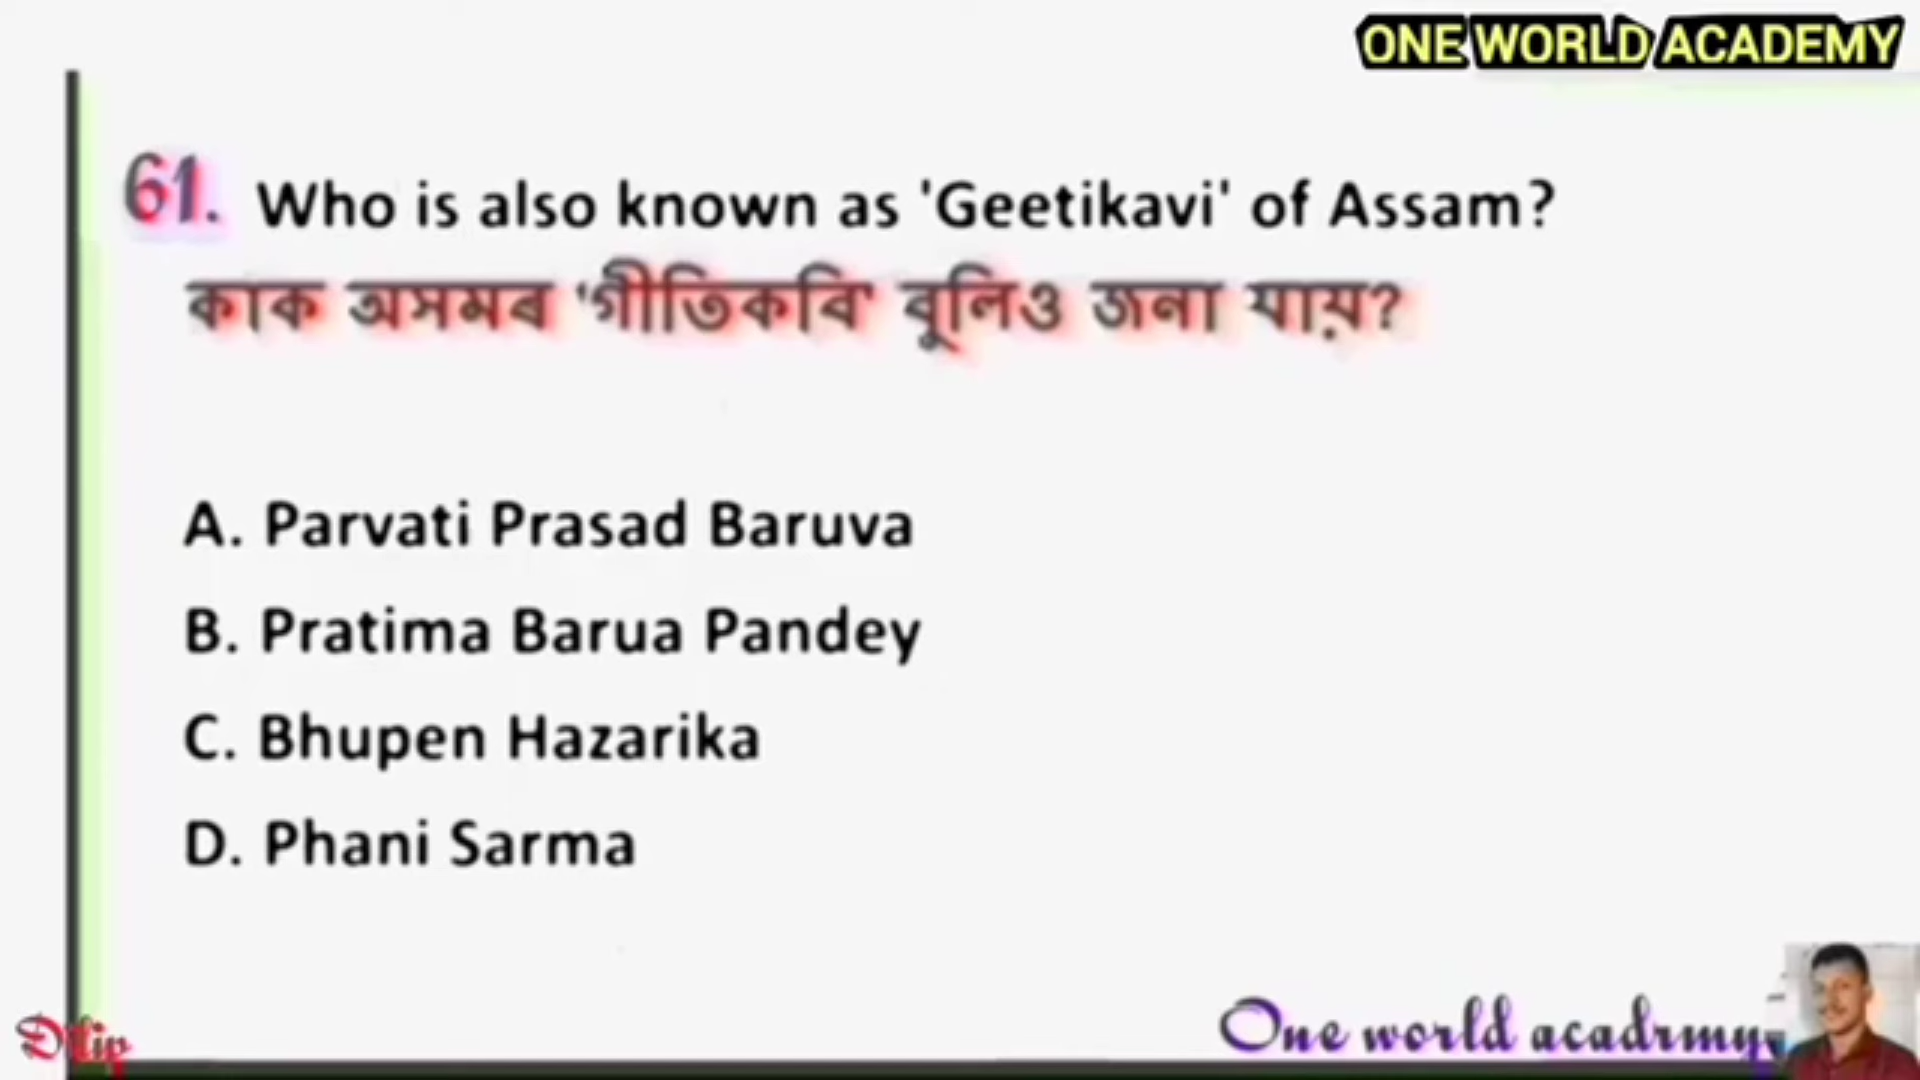 ONE WORLD ACADEMY
61. Who is also known as 'Geetikavi' of Assam?
কাক অসমৰ 'গীতিকবি' বুলিও জনা যায়?
A. Parvati Prasad Baruva
B. Pratima Barua Pandey
C. Bhupen Hazarika
D. Phani Sarma
Dilip
One world acadrmy